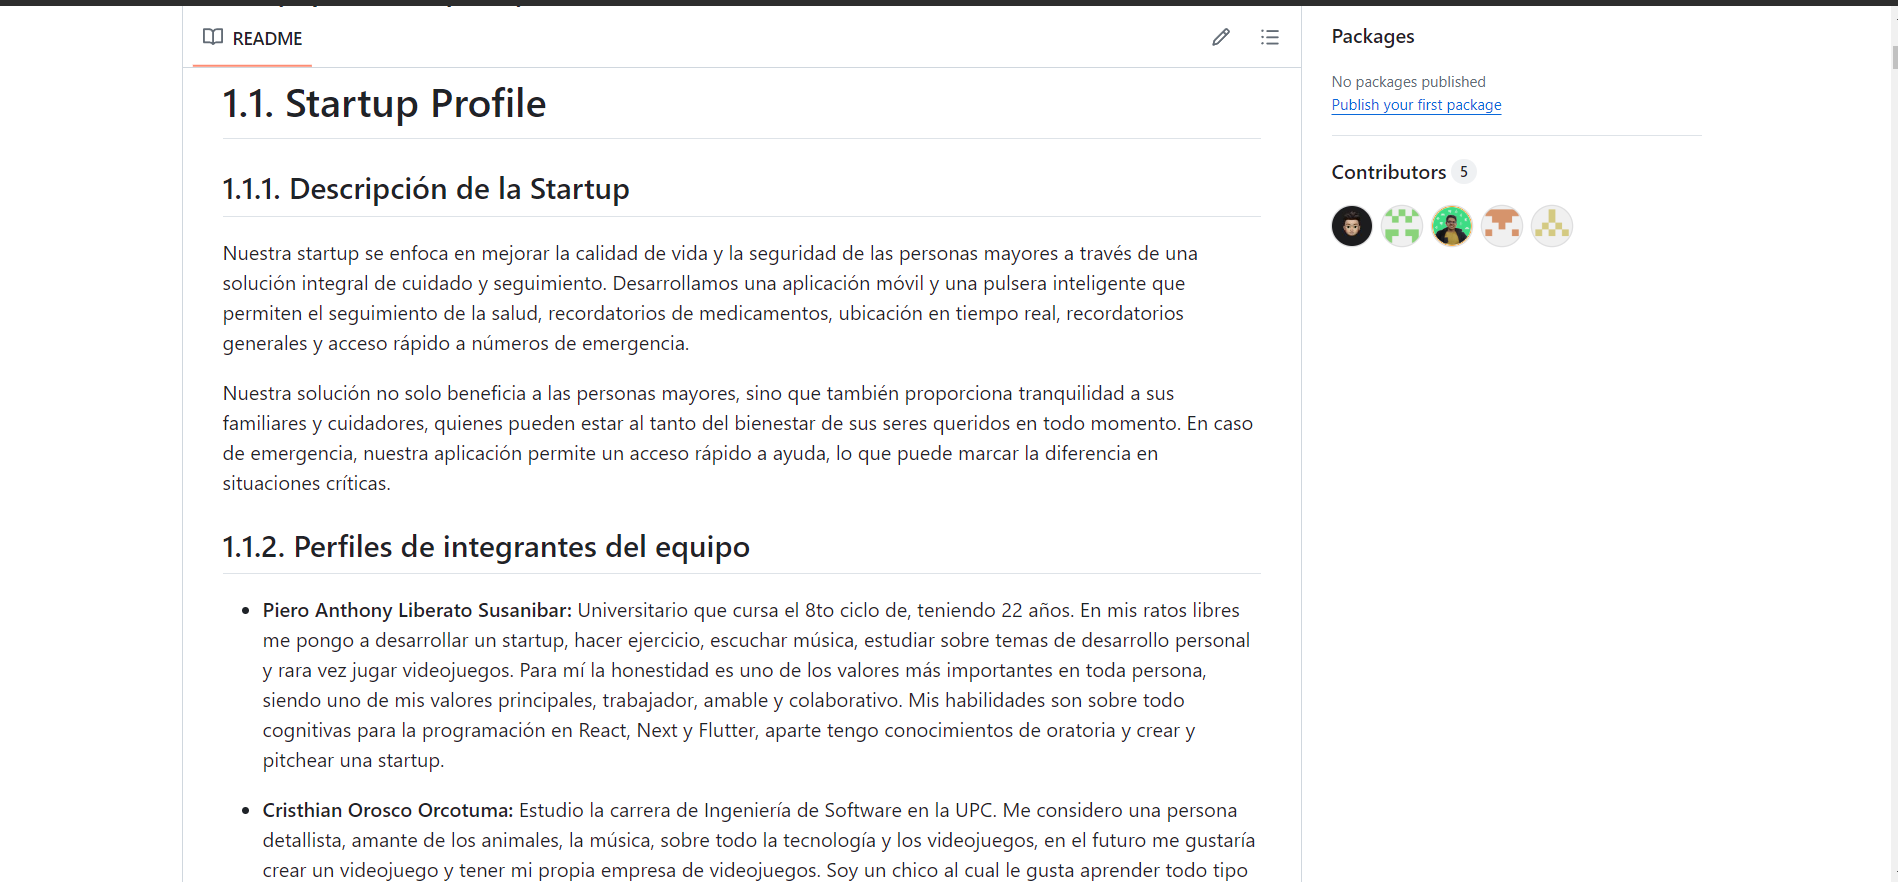 README
1.1. Startup Profile
1.1.1. Descripción de la Startup
Nuestra startup se enfoca en mejorar la calidad de vida y la seguridad de las personas mayores a través de una
solución integral de cuidado y seguimiento. Desarrollamos una aplicación móvil y una pulsera inteligente que
permiten el seguimiento de la salud, recordatorios de medicamentos, ubicación en tiempo real, recordatorios
generales y acceso rápido a números de emergencia.
Nuestra solución no solo beneficia a las personas mayores, sino que también proporciona tranquilidad a sus
familiares y cuidadores, quienes pueden estar al tanto del bienestar de sus seres queridos en todo momento. En caso
de emergencia, nuestra aplicación permite un acceso rápido a ayuda, lo que puede marcar la diferencia en
situaciones críticas.
1.1.2. Perfiles de integrantes del equipo
Piero Anthony Liberato Susanibar: Universitario que cursa el 8to ciclo de, teniendo 22 años. En mis ratos libres
me pongo a desarrollar un startup, hacer ejercicio, escuchar música, estudiar sobre temas de desarrollo personal
y rara vez jugar videojuegos. Para mí la honestidad es uno de los valores más importantes en toda persona,
siendo uno de mis valores principales, trabajador, amable y colaborativo. Mis habilidades son sobre todo
cognitivas para la programación en React, Next y Flutter, aparte tengo conocimientos de oratoria y crear y
pitchear una startup.
Cristhian Orosco Orcotuma: Estudio la carrera de Ingeniería de Software en la UPC. Me considero una persona
detallista, amante de los animales, la música, sobre todo la tecnología y los videojuegos, en el futuro me gustaría
crear un videojuego y tener mi propia empresa de videojuegos. Soy un chico al cual le gusta aprender todo tipo
Packages
No packages published
Publish your first package
Contributors 5